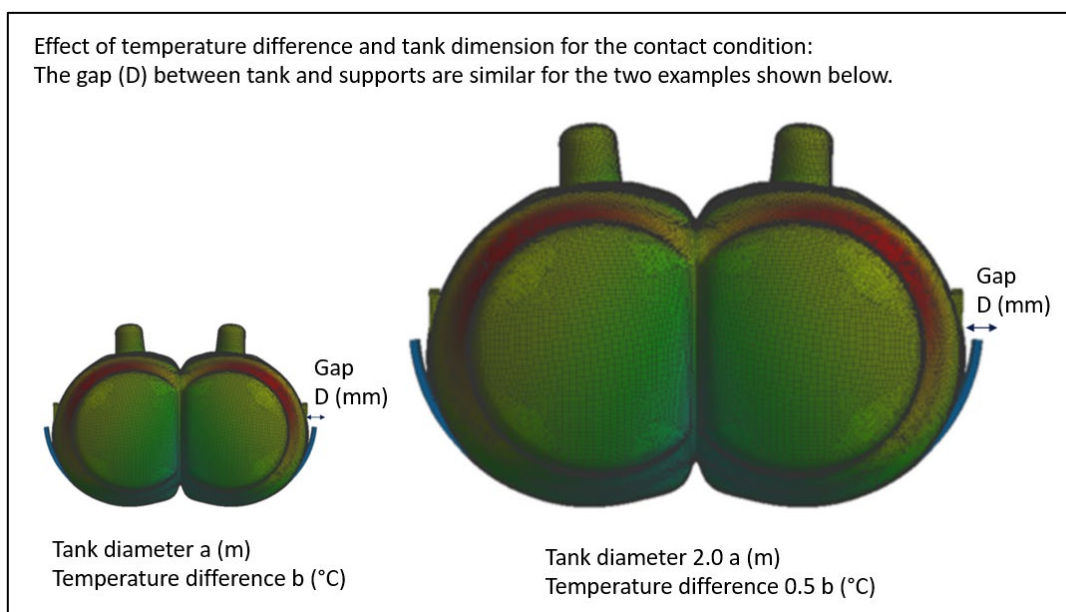 Effect of temperature difference and tank dimension for the contact condition:
The gap (D) between tank and supports are similar for the two examples shown below.
Gap
D (mm)
Gap
D (mm)
Tank diameter a (m)
Temperature difference b (°C)
Tank diameter 2.0 a (m)
Temperature difference 0.5 b (°C)